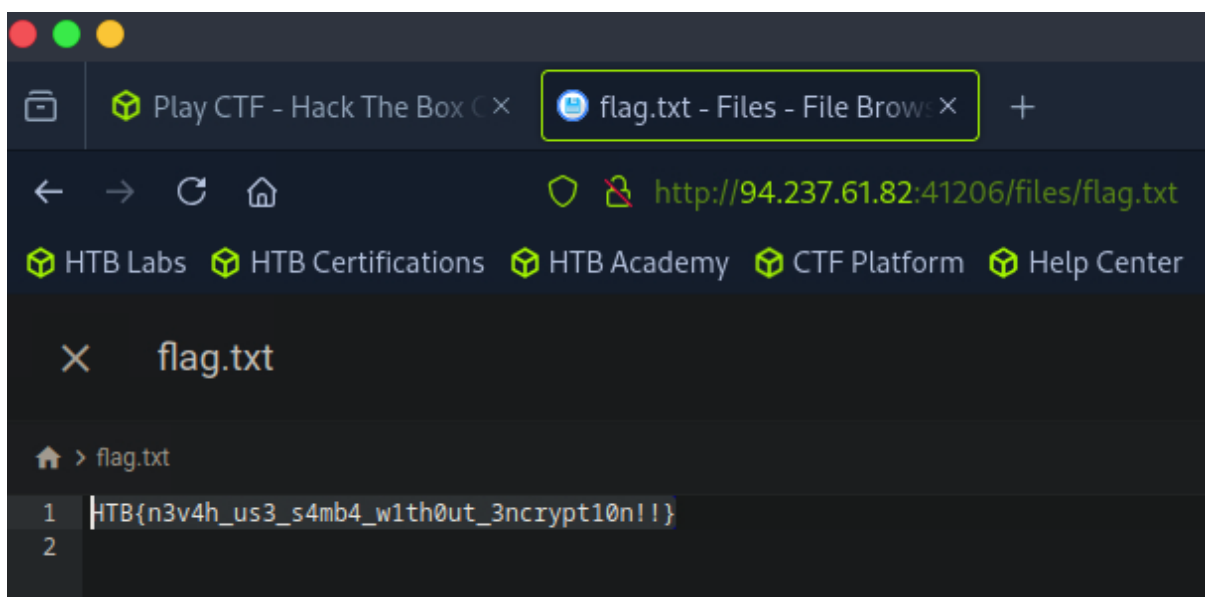 Play CTF - Hack The Box C
flag.txt - Files - File Brows
http://94.237.61.82:41206/files/flag.txt
HTB Labs HTB Certifications HTB Academy CTF Platform Help Center
flag.txt
> flag.txt
1 HTB{n3v4h_us3_s4mb4_w1th0ut_3ncrypt10n!!}
2